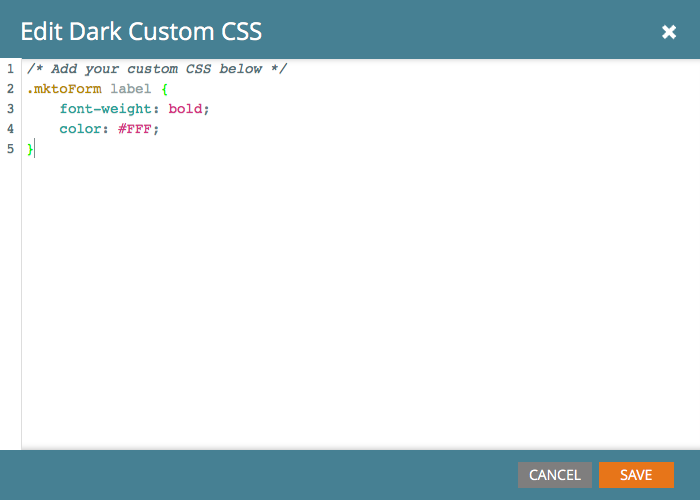 Edit Dark Custom CSS
1 /* Add your custom CSS below */
2 .mktoForm label {
3     font-weight: bold;
4     color: #FFF;
5 }
CANCEL SAVE